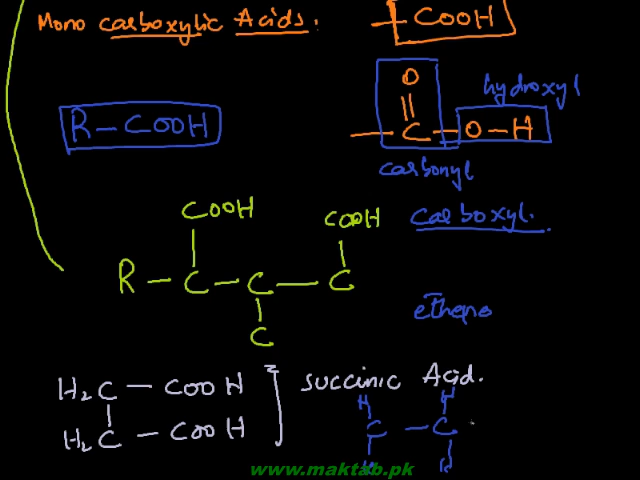 Mono carboxylic Acids. —COOH
R—COOH
O
||
—C—O—H
hydroxyl
carbonyl
carboxyl.
COOH COOH
R—C—C—C
C
ethano
H₂C—COOH
H₂C—COOH
succinic Acid.
H H
C—C
H H
www.maktab.pk